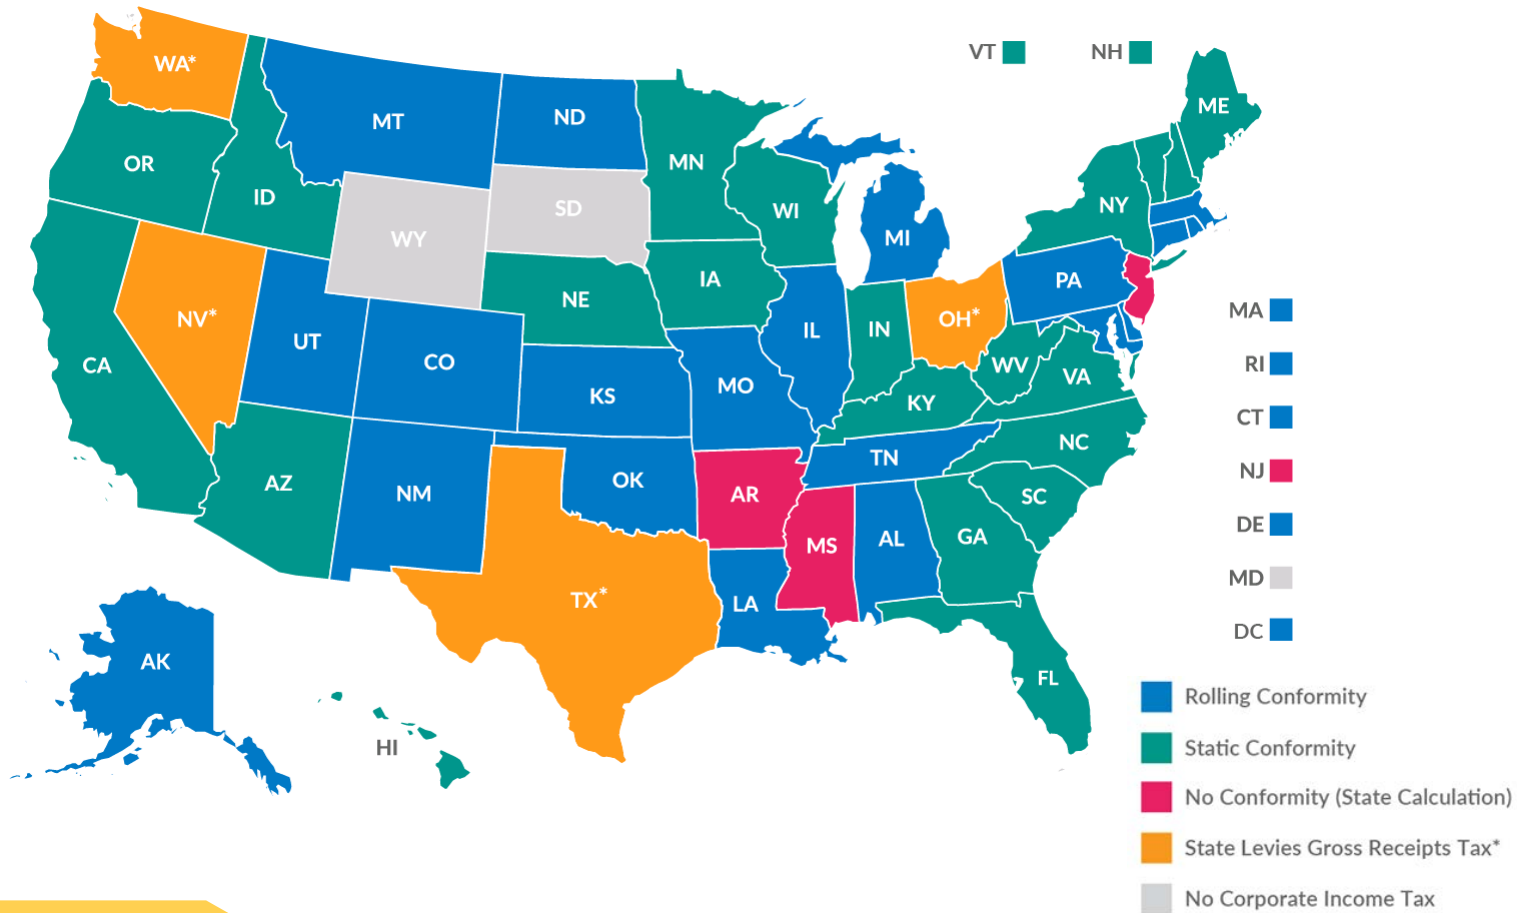 WA*
VT
NH
ME
MT
ND
OR
MN
ID
SD
WI
NY
WY
MI
NE
IA
PA
NV*
UT
CO
IL
IN
OH*
MA
CA
KS
MO
WV
VA
RI
KY
CT
NC
AZ
NM
OK
TN
NJ
AR
SC
MS
AL
GA
DE
TX*
LA
MD
DC
AK
FL
HI
Rolling Conformity
Static Conformity
No Conformity (State Calculation)
State Levies Gross Receipts Tax*
No Corporate Income Tax